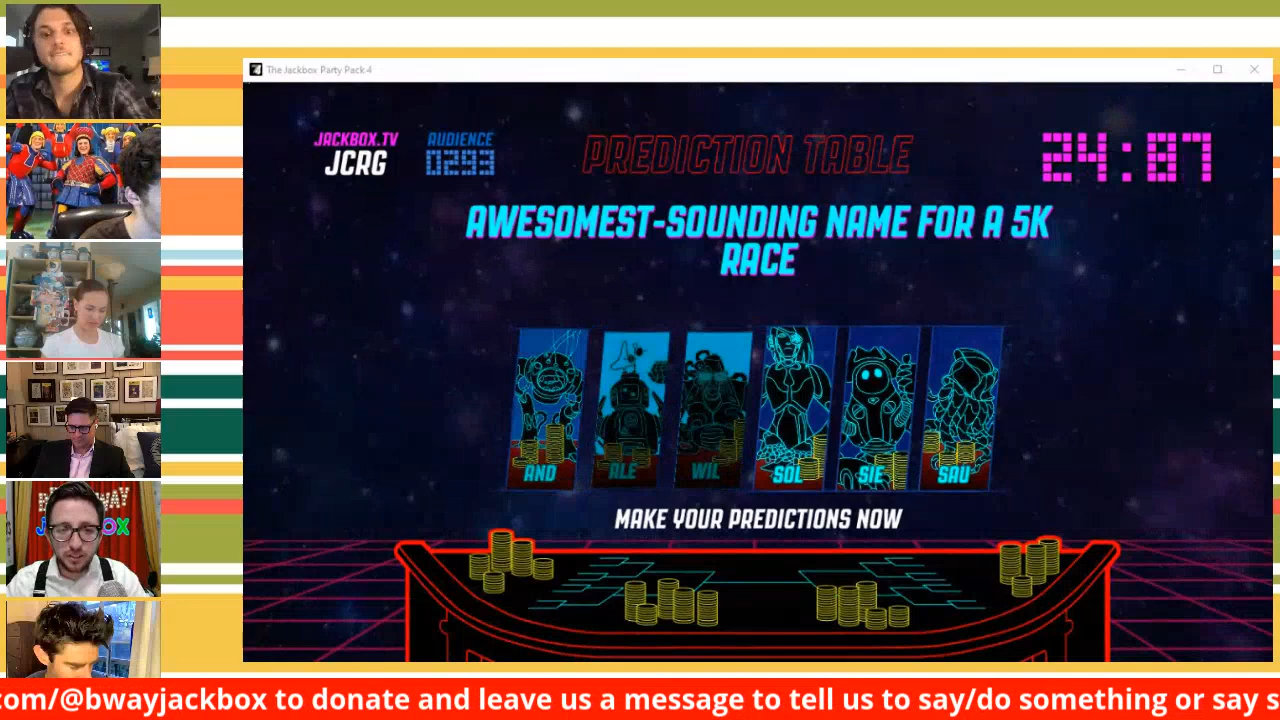 The Jackbox Party Pack 4
JACKBOX.TV
JCRG
AUDIENCE
0293
PREDICTION TABLE
24:87
AWESOMEST-SOUNDING NAME FOR A 5K
RACE
AND
ALE
WIL
SOL
SIE
SAU
MAKE YOUR PREDICTIONS NOW
com/@bwayjackbox to donate and leave us a message to tell us to say/do something or say s